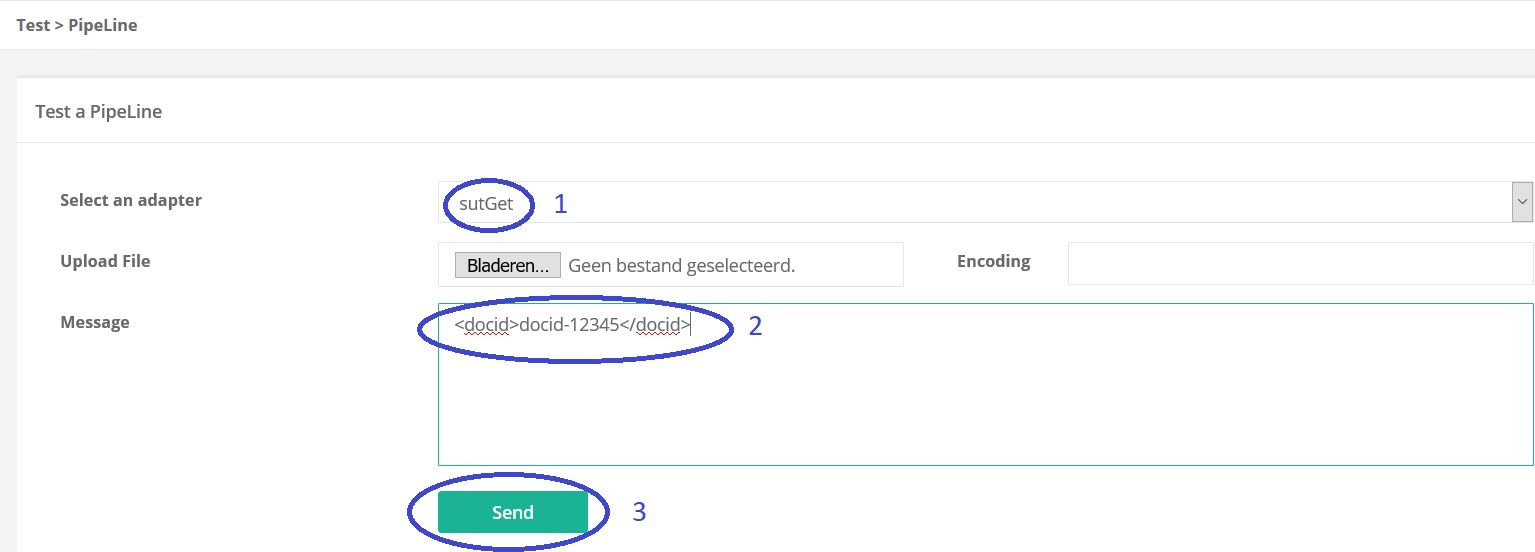 Test > PipeLine
Test a PipeLine
Select an adapter sutGet 1
Upload File Bladeren... Geen bestand geselecteerd. Encoding
Message <docid>docid-12345</docid> 2
Send 3